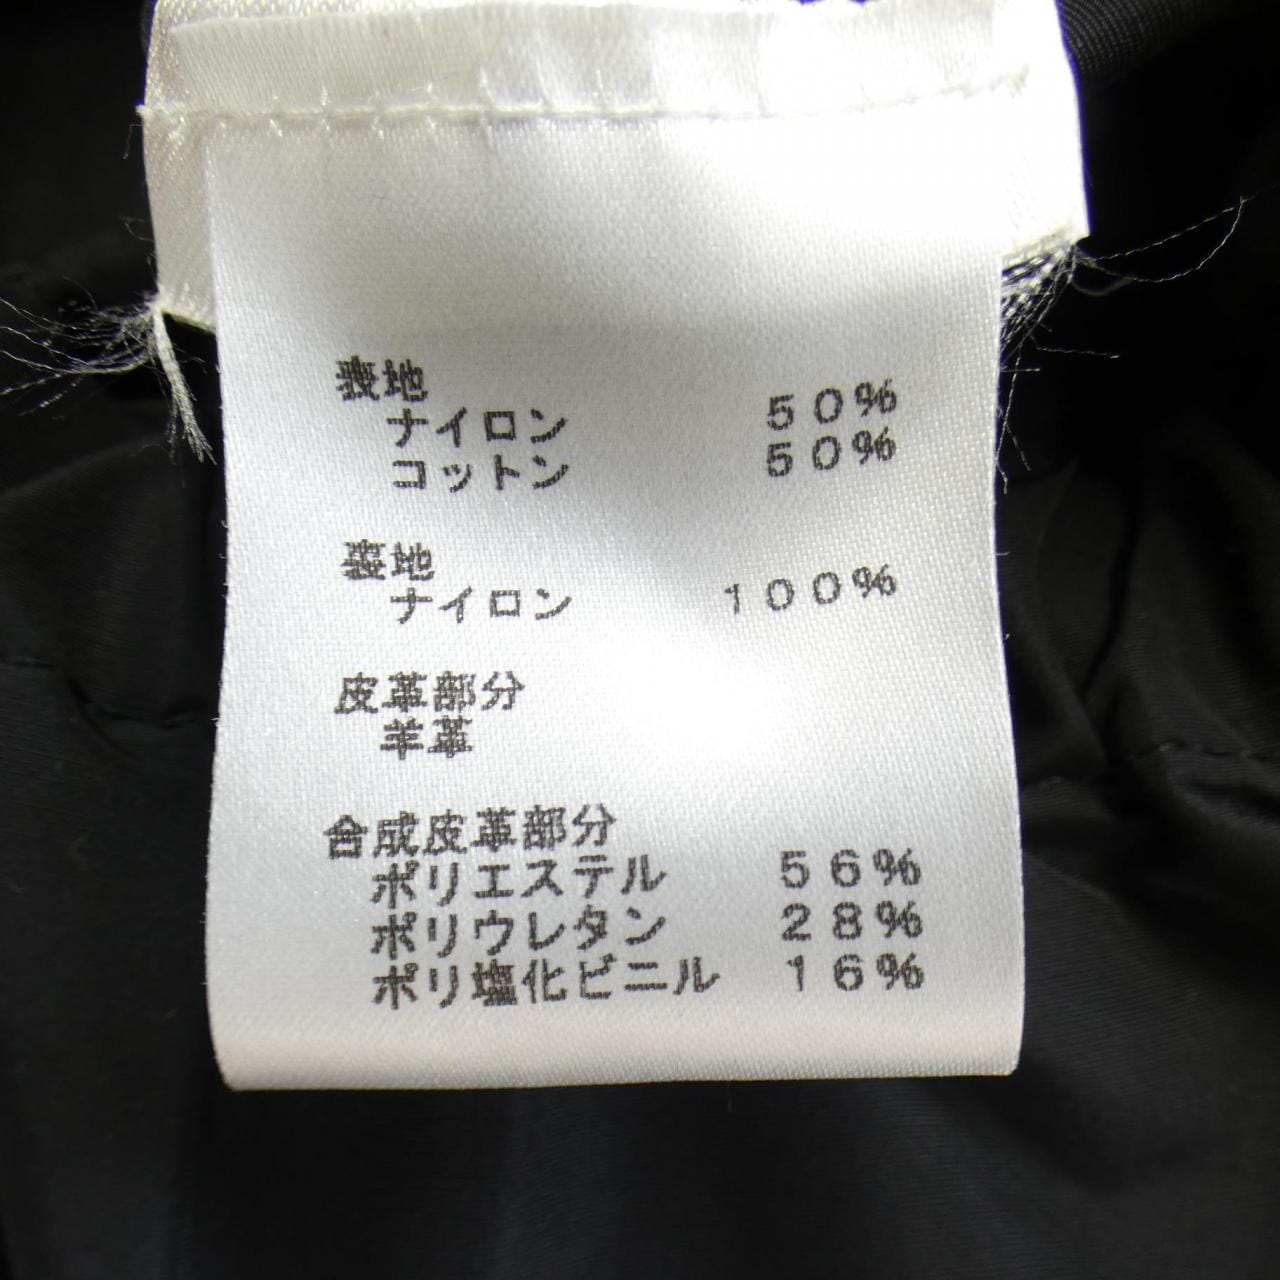 表地
ナイロン 50%
コットン 50%
裏地
ナイロン 100%
皮革部分
羊革
合成皮革部分
ポリエステル 56%
ポリウレタン 28%
ポリ塩化ビニル 16%